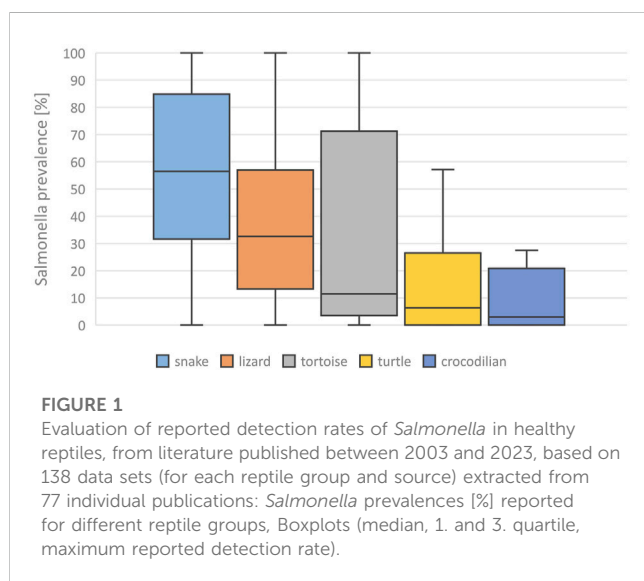 Salmonella prevalence [%]
100
90
80
70
60
50
40
30
20
10
0
snake lizard tortoise turtle crocodilian
FIGURE 1
Evaluation of reported detection rates of Salmonella in healthy
reptiles, from literature published between 2003 and 2023, based on
138 data sets (for each reptile group and source) extracted from
77 individual publications: Salmonella prevalences [%] reported
for different reptile groups, Boxplots (median, 1. and 3. quartile,
maximum reported detection rate).